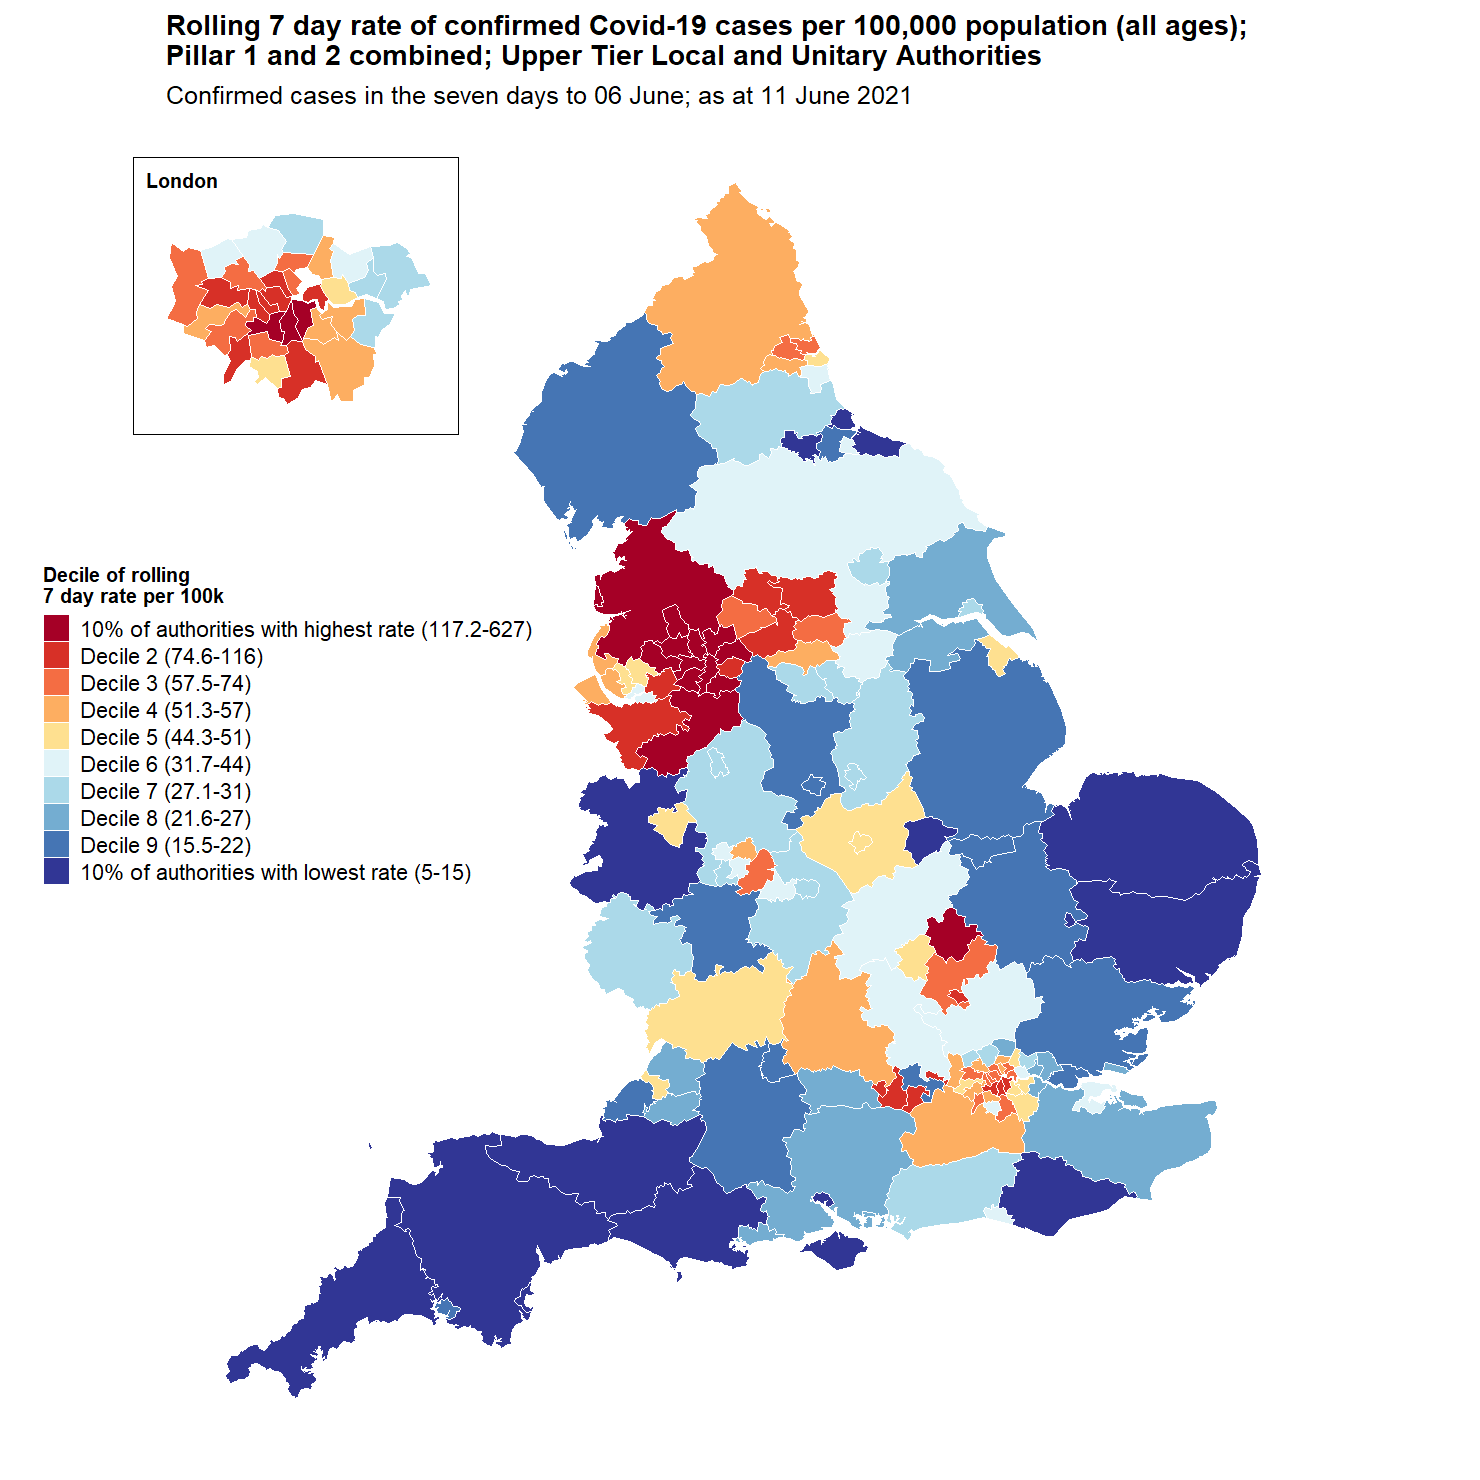 Rolling 7 day rate of confirmed Covid-19 cases per 100,000 population (all ages);
Pillar 1 and 2 combined; Upper Tier Local and Unitary Authorities
Confirmed cases in the seven days to 06 June; as at 11 June 2021
London
Decile of rolling
7 day rate per 100k
10% of authorities with highest rate (117.2-627)
Decile 2 (74.6-116)
Decile 3 (57.5-74)
Decile 4 (51.3-57)
Decile 5 (44.3-51)
Decile 6 (31.7-44)
Decile 7 (27.1-31)
Decile 8 (21.6-27)
Decile 9 (15.5-22)
10% of authorities with lowest rate (5-15)